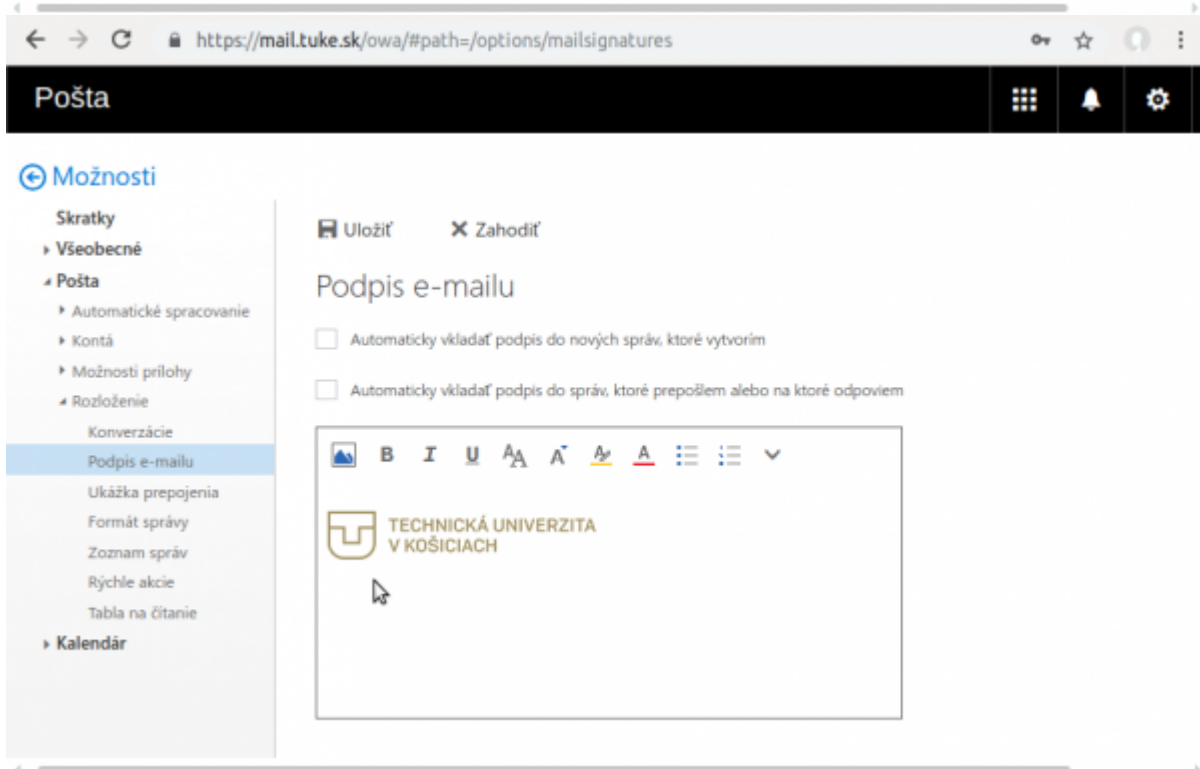 https://mail.tuke.sk/owa/#path=/options/mailsignatures
Pošta
Možnosti
Skratky
Všeobecné
Pošta
Automatické spracovanie
Kontá
Možnosti prílohy
Rozloženie
Konverzácie
Podpis e-mailu
Ukážka prepojenia
Formát správy
Zoznam správ
Rýchle akcie
Tabla na čítanie
Kalendár
Uložiť
Zahodiť
Podpis e-mailu
Automaticky vkladať podpis do nových správ, ktoré vytvorím
Automaticky vkladať podpis do správ, ktoré prepošlem alebo na ktoré odpoviem
B I U AA A A A
TECHNICKÁ UNIVERZITA
V KOŠICIACH